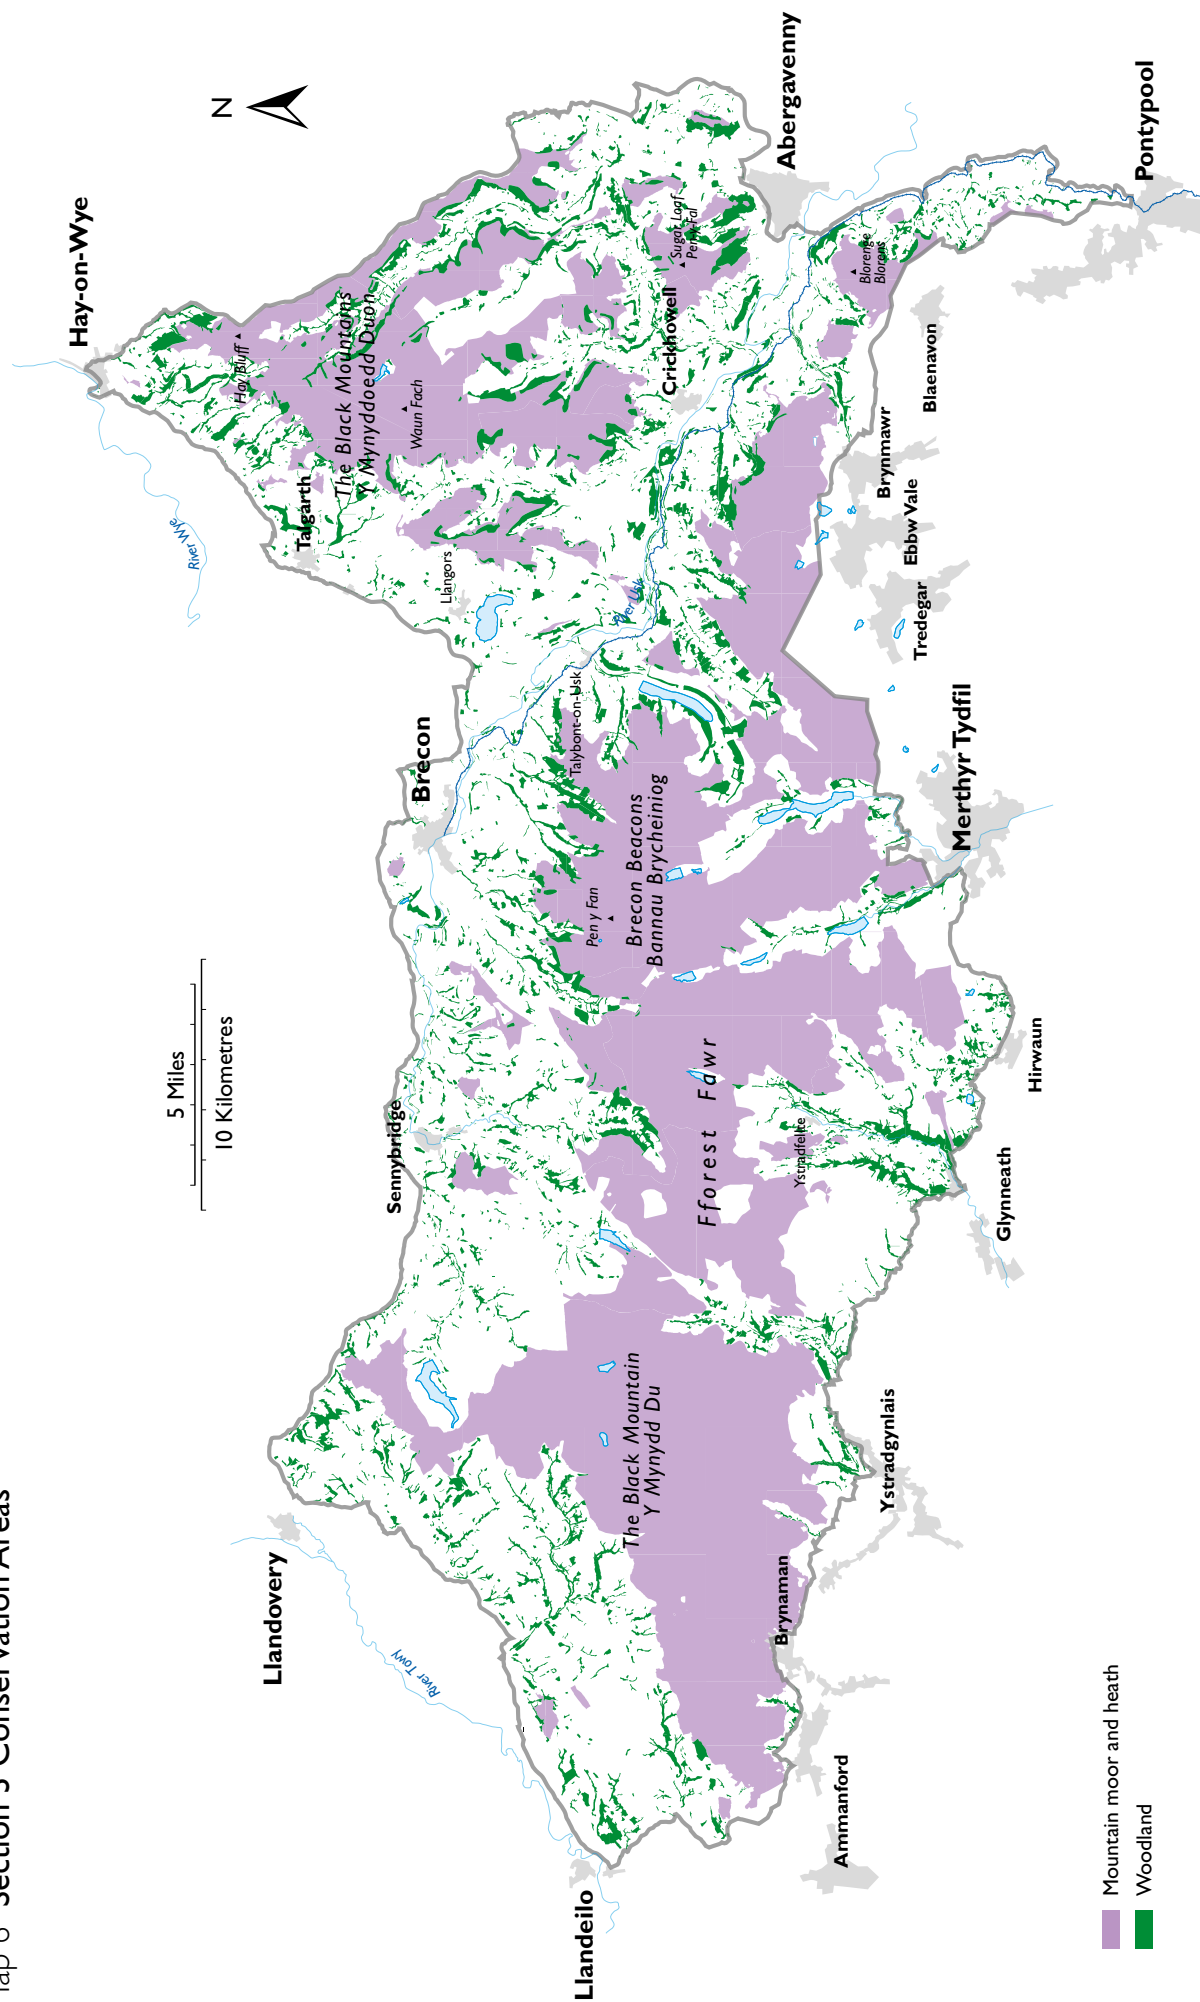 Section 3 Conservation Areas
N
5 Miles
10 Kilometres
Hay-on-Wye
River Wye
Hay Bluff
Talgarth
The Black Mountains
Y Mynyddoedd Duon
Waun Fach
Llangors
Brecon
Sennybridge
Llandovery
River Towy
Llandeilo
Talybont-on-Usk
River Usk
Crickhowell
Sugar Loaf
Pen-y-Fal
Abergavenny
Blorenge
Blorens
Pontypool
Blaenavon
Brynmawr
Ebbw Vale
Tredegar
Merthyr Tydfil
Pen y Fan
Brecon Beacons
Bannau Brycheiniog
Fforest Fawr
Ystradfellte
Hirwaun
Glynneath
The Black Mountain
Y Mynydd Du
Ystradgynlais
Brynaman
Ammanford
Mountain moor and heath
Woodland